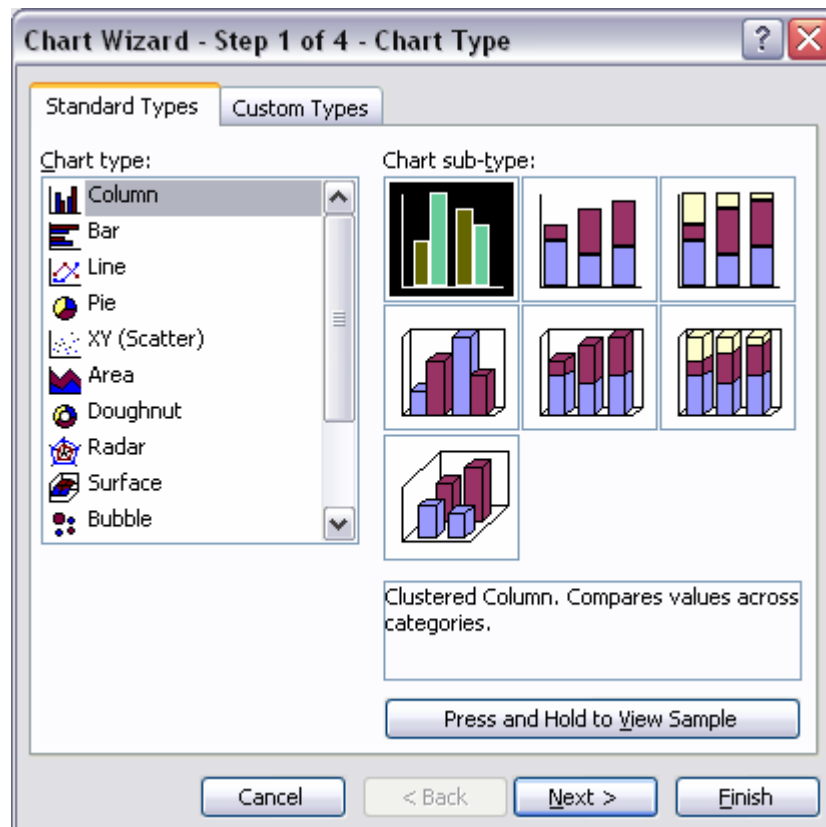 Chart Wizard - Step 1 of 4 - Chart Type
?
Standard Types
Custom Types
Chart type:
Column
Bar
Line
Pie
XY (Scatter)
Area
Doughnut
Radar
Surface
Bubble
Chart sub-type:
Clustered Column. Compares values across
categories.
Press and Hold to View Sample
Cancel
< Back
Next >
Finish